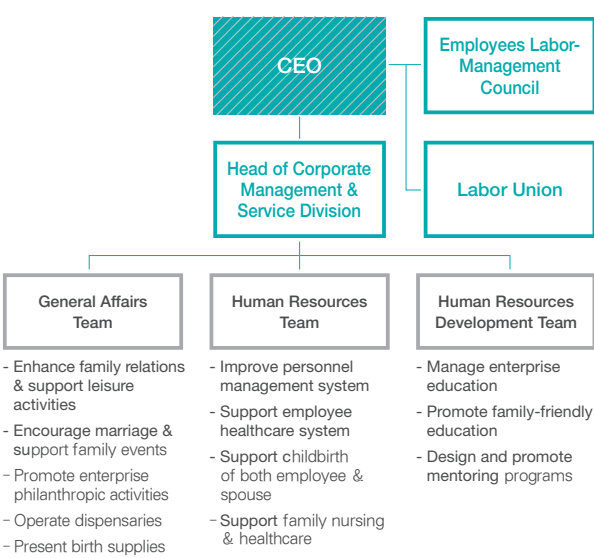 CEO
Employees Labor-
Management
Council
Head of Corporate
Management &
Service Division
Labor Union
General Affairs
Team
- Enhance family relations
& support leisure
activities
- Encourage marriage &
support family events
- Promote enterprise
philanthropic activities
- Operate dispensaries
- Present birth supplies
Human Resources
Team
- Improve personnel
management system
- Support employee
healthcare system
- Support childbirth
of both employee &
spouse
- Support family nursing
& healthcare
Human Resources
Development Team
- Manage enterprise
education
- Promote family-friendly
education
- Design and promote
mentoring programs